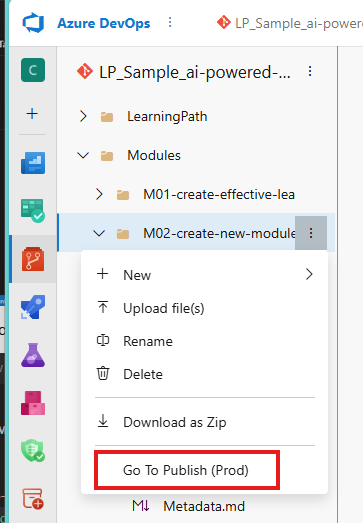 Azure DevOps
LP_Sample_ai-powered-
C
LP_Sample_ai-powered-...
LearningPath
Modules
M01-create-effective-lea
M02-create-new-module
New
Upload file(s)
Rename
Delete
Download as Zip
Go To Publish (Prod)
Metadata.md